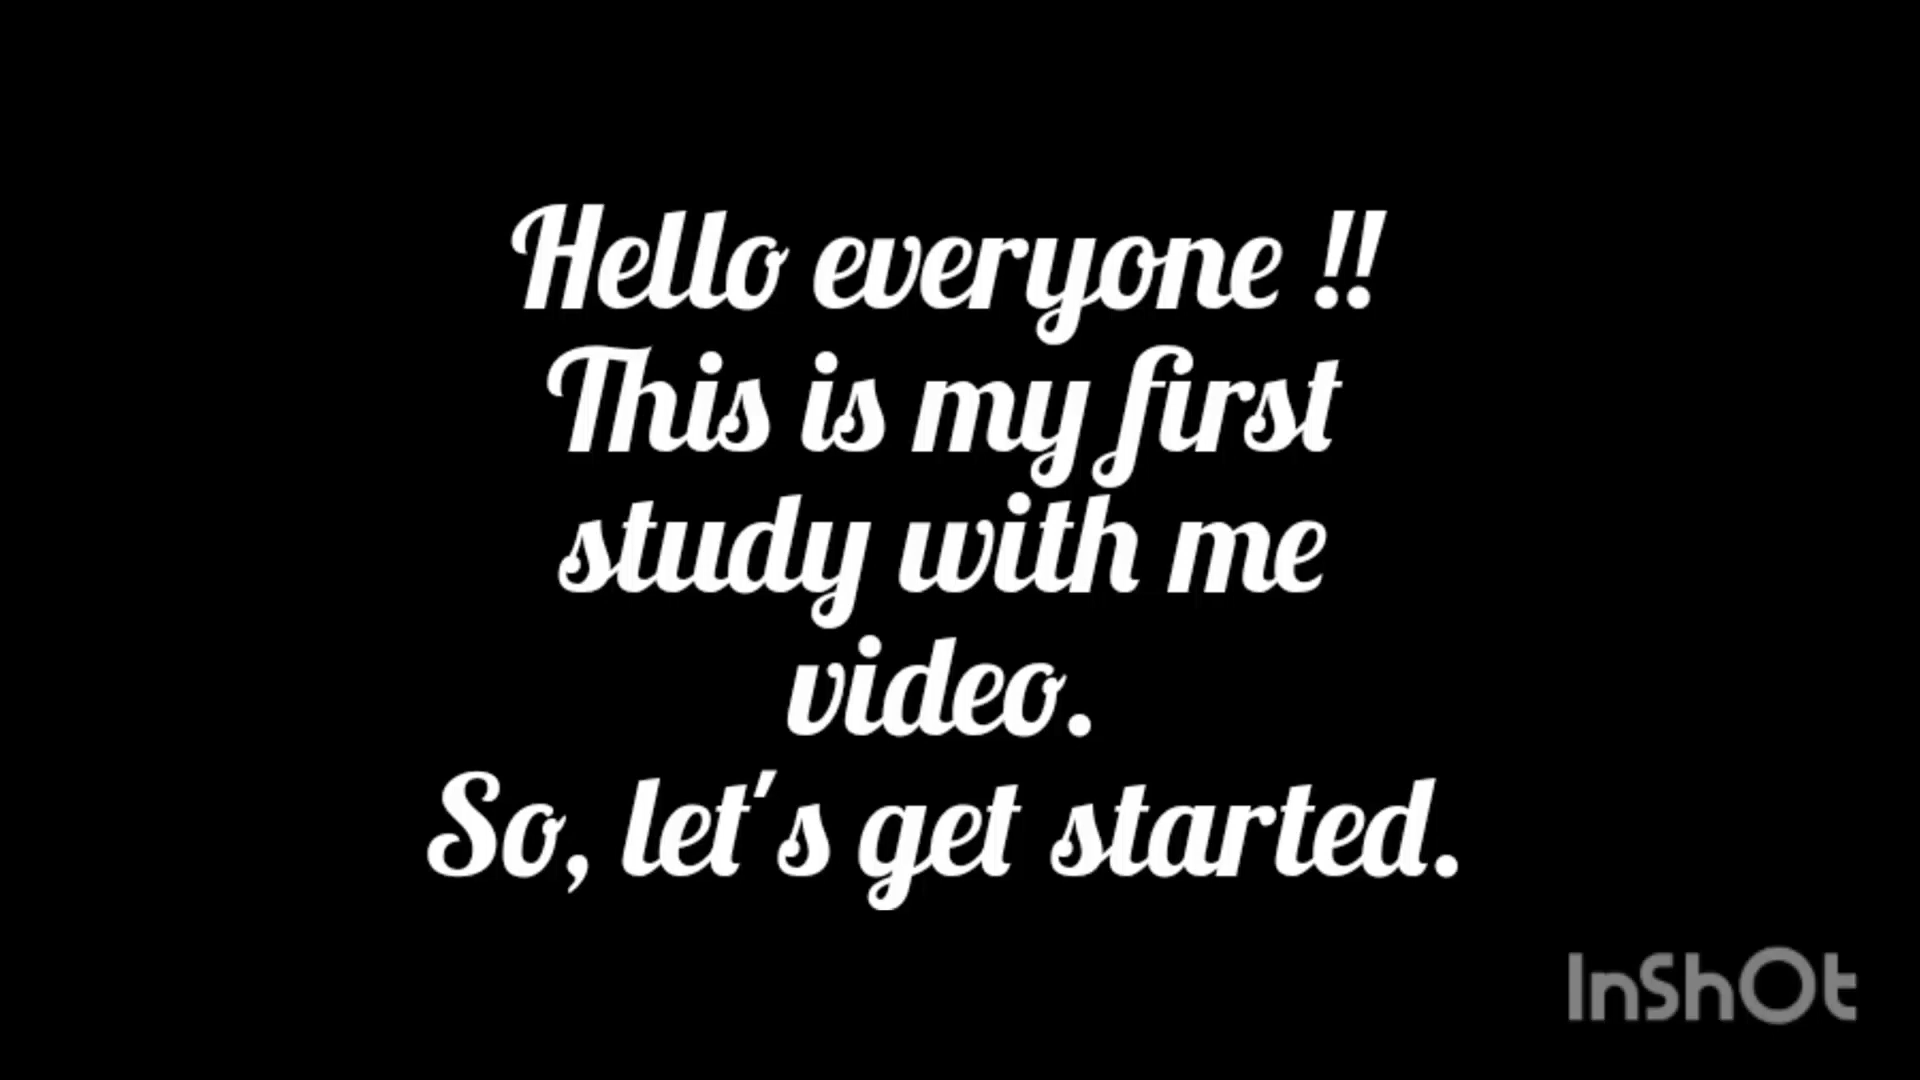 Hello everyone !!
This is my first
study with me
video.
So, let's get started.
InShOt